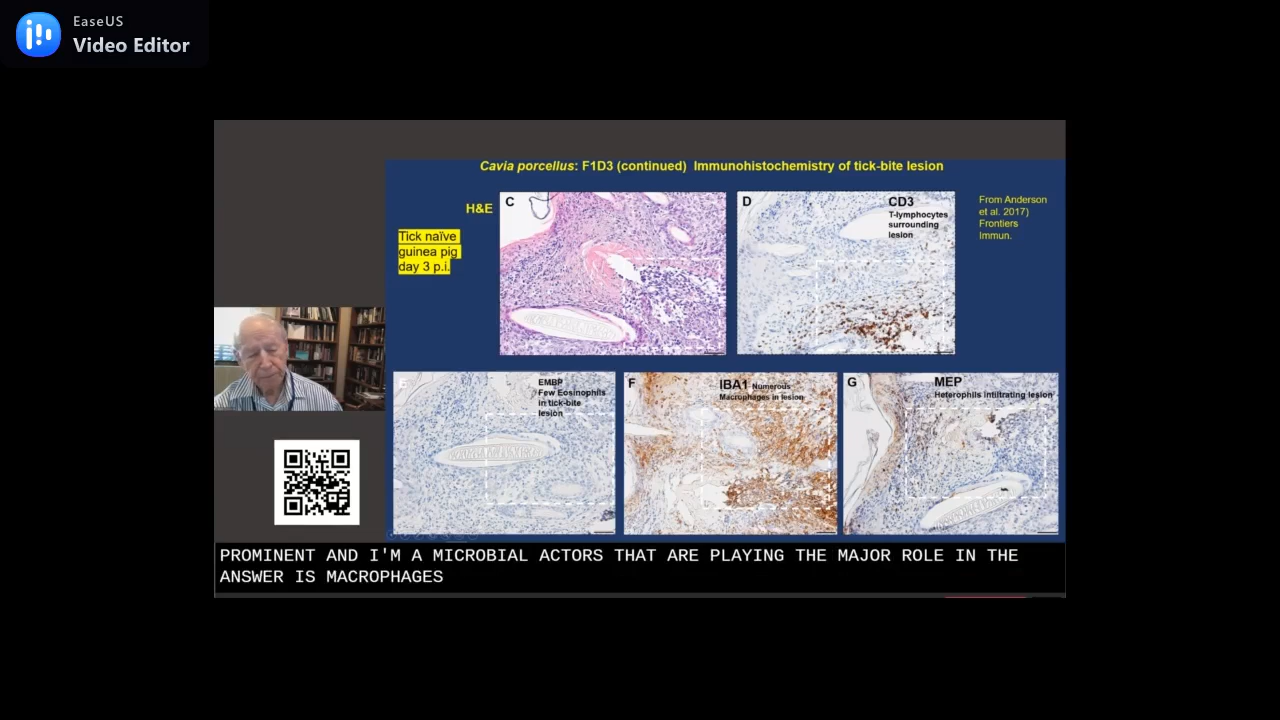 EaseUS
Video Editor
Cavia porcellus: F1D3 (continued) Immunohistochemistry of tick-bite lesion
H&E
C
Tick naïve
guinea pig
day 3 p.i.
D
CD3
T-lymphocytes
surrounding
lesion
From Anderson
et al. 2017)
Frontiers
Immun.
E
EMBP
Few Eosinophils
in tick-bite
lesion
F
IBA1 Numerous
Macrophages in lesion
G
MEP
Heterophils infiltrating lesion
PROMINENT AND I'M A MICROBIAL ACTORS THAT ARE PLAYING THE MAJOR ROLE IN THE
ANSWER IS MACROPHAGES